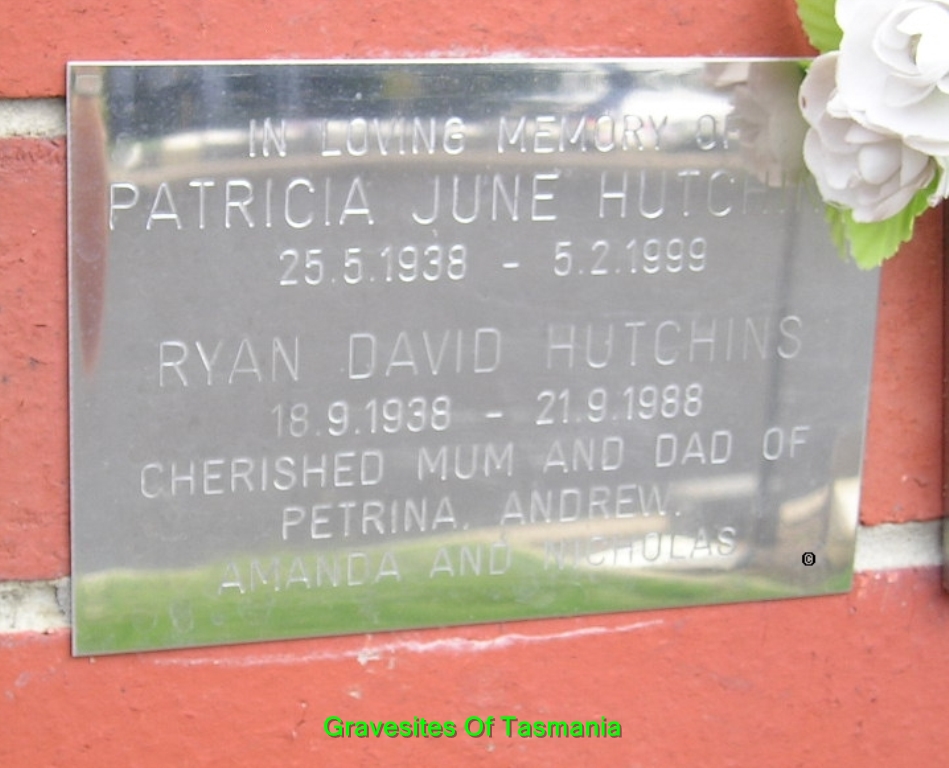 IN LOVING MEMORY OF
PATRICIA JUNE HUTCHIN
25.5.1938 - 5.2.1999
RYAN DAVID HUTCHINS
18.9.1938 - 21.9.1988
CHERISHED MUM AND DAD OF
PETRINA, ANDREW,
AMANDA AND NICHOLAS
©
Gravesites Of Tasmania